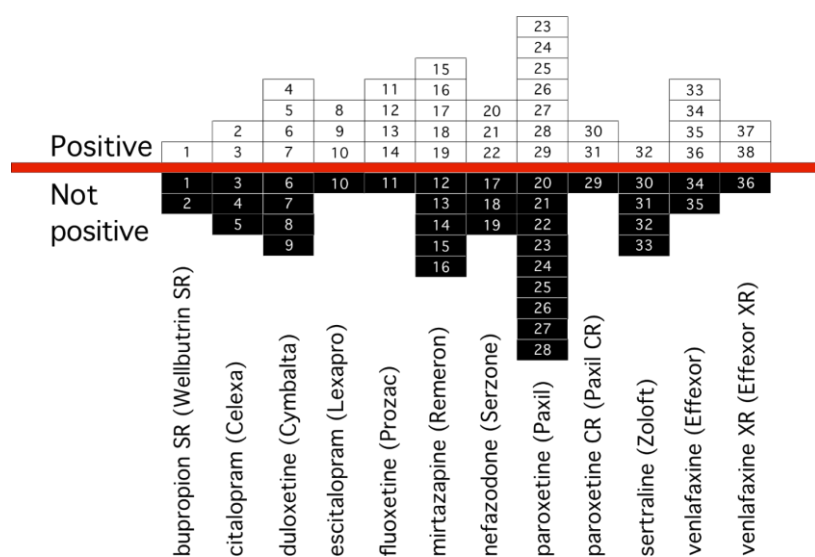 23
24
15 25
4 11 16 26 33
5 8 12 17 20 27 34
2 6 9 13 18 21 28 30 35 37
Positive 1 3 7 10 14 19 22 29 31 32 36 38
Not positive
1 3 6 10 11 12 17 20 29 30 34 36
2 4 7 13 18 21 31 35
5 8 14 19 22 32
9 15 23 33
16 24
25
26
27
28
bupropion SR (Wellbutrin SR)
citalopram (Celexa)
duloxetine (Cymbalta)
escitalopram (Lexapro)
fluoxetine (Prozac)
mirtazapine (Remeron)
nefazodone (Serzone)
paroxetine (Paxil)
paroxetine CR (Paxil CR)
sertraline (Zoloft)
venlafaxine (Effexor)
venlafaxine XR (Effexor XR)